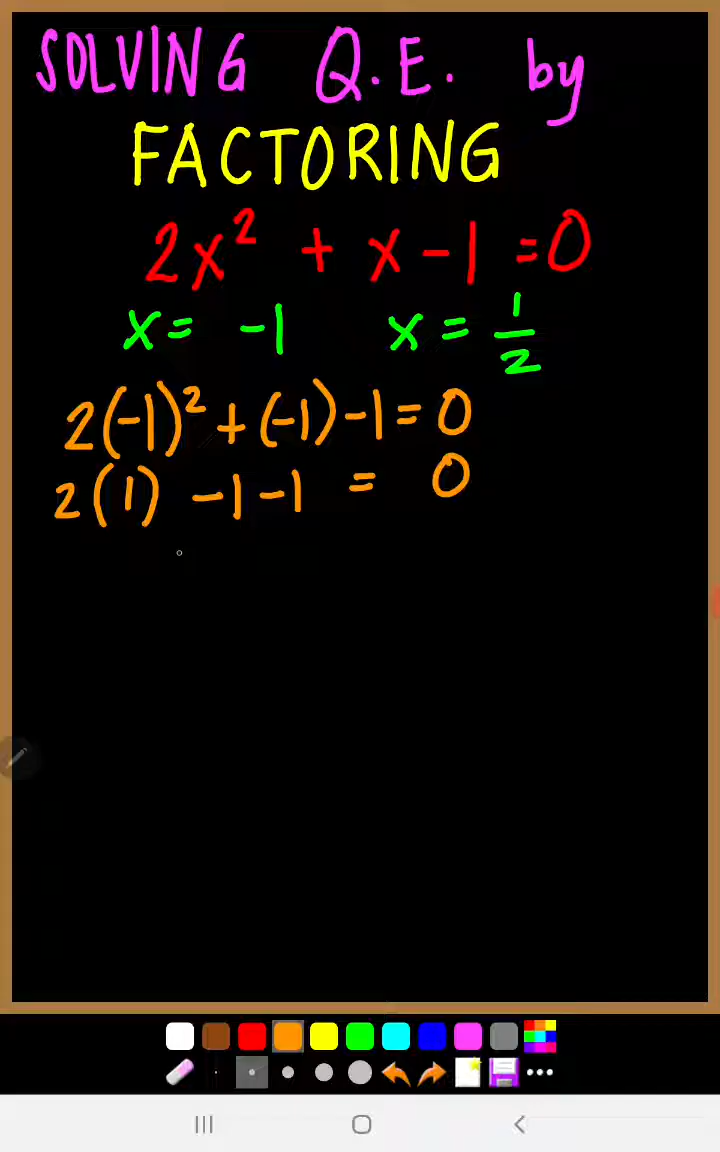 SOLVING Q.E. by
FACTORING
2x² + x - 1 = 0
x = -1 x = 1/2
2(-1)² + (-1) - 1 = 0
2(1) - 1 - 1 = 0